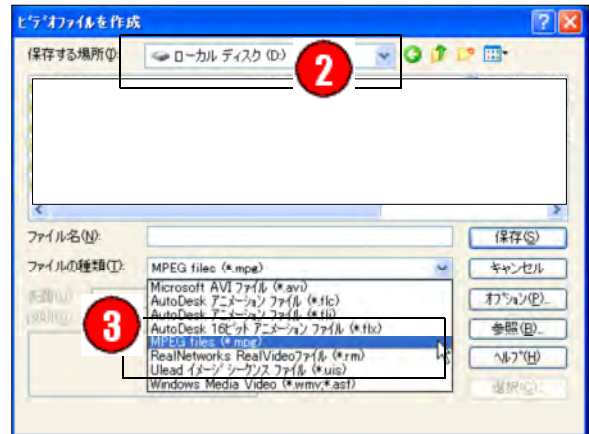 ビデオファイルを作成
保存する場所(I):
ローカル ディスク (D:)
2
ファイル名(N):
保存(S)
ファイルの種類(T):
MPEG files (*.mpg)
キャンセル
Microsoft AVI ファイル (*.avi)
AutoDesk アニメーション ファイル (*.flc)
AutoDesk アニメーション ファイル (*.fli)
AutoDesk 16ビット アニメーション ファイル (*.flx)
MPEG files (*.mpg)
RealNetworks RealVideoファイル (*.rm)
Ulead イメージ シーケンス ファイル (*.uis)
Windows Media Video (*.wmv;*.asf)
3
オプション(P)...
参照(B)...
ヘルプ(H)
選択(C)...